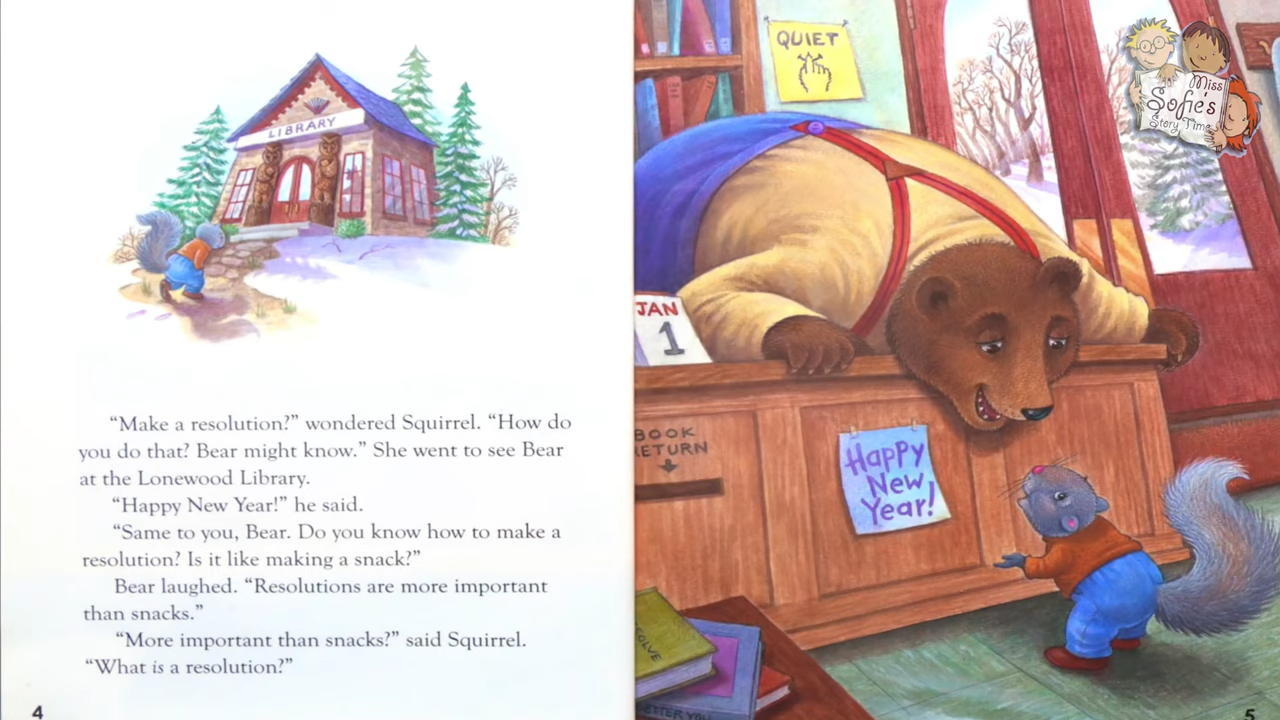 LIBRARY
“Make a resolution?” wondered Squirrel. “How do
you do that? Bear might know.” She went to see Bear
at the Lonewood Library.
“Happy New Year!” he said.
“Same to you, Bear. Do you know how to make a
resolution? Is it like making a snack?”
Bear laughed. “Resolutions are more important
than snacks.”
“More important than snacks?” said Squirrel.
“What is a resolution?”
4
QUIET
Miss
Sofie's
Story Time
JAN
1
BOOK
RETURN
Happy
New
Year!
SOLVE
BETTER YOU
5